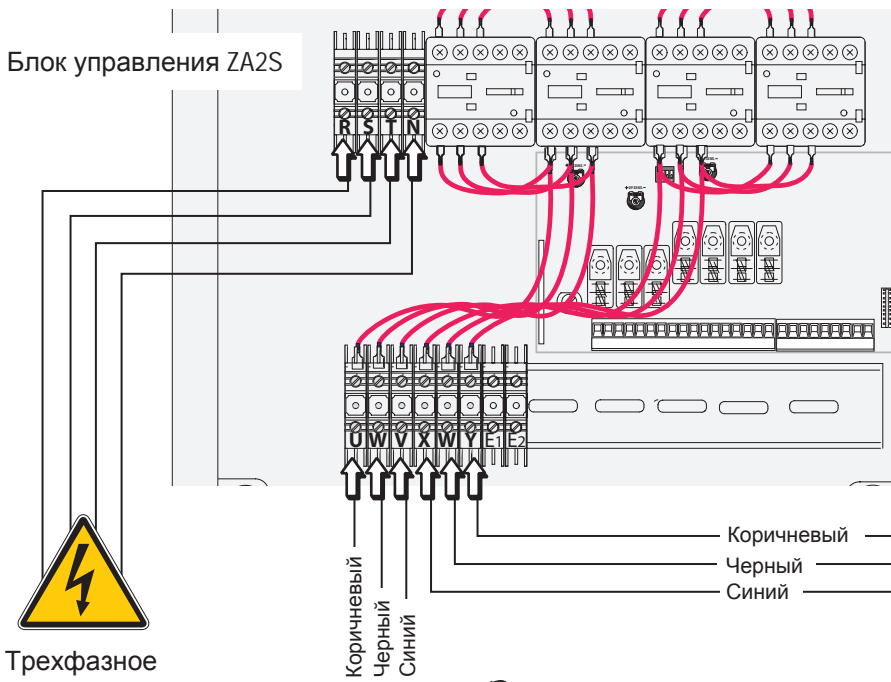 Блок управления ZA2S
R S T N
U W V X W Y E1 E2
Коричневый
Черный
Синий
Коричневый
Черный
Синий
Трехфазное